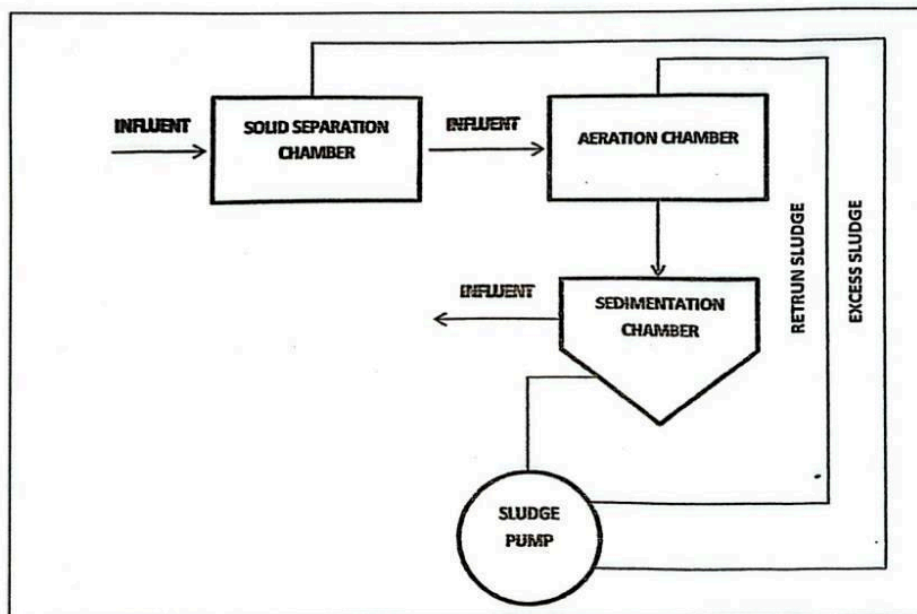 INFLUENT
SOLID SEPARATION
CHAMBER
INFLUENT
AERATION CHAMBER
INFLUENT
SEDIMENTATION
CHAMBER
RETRUN SLUDGE
EXCESS SLUDGE
SLUDGE
PUMP